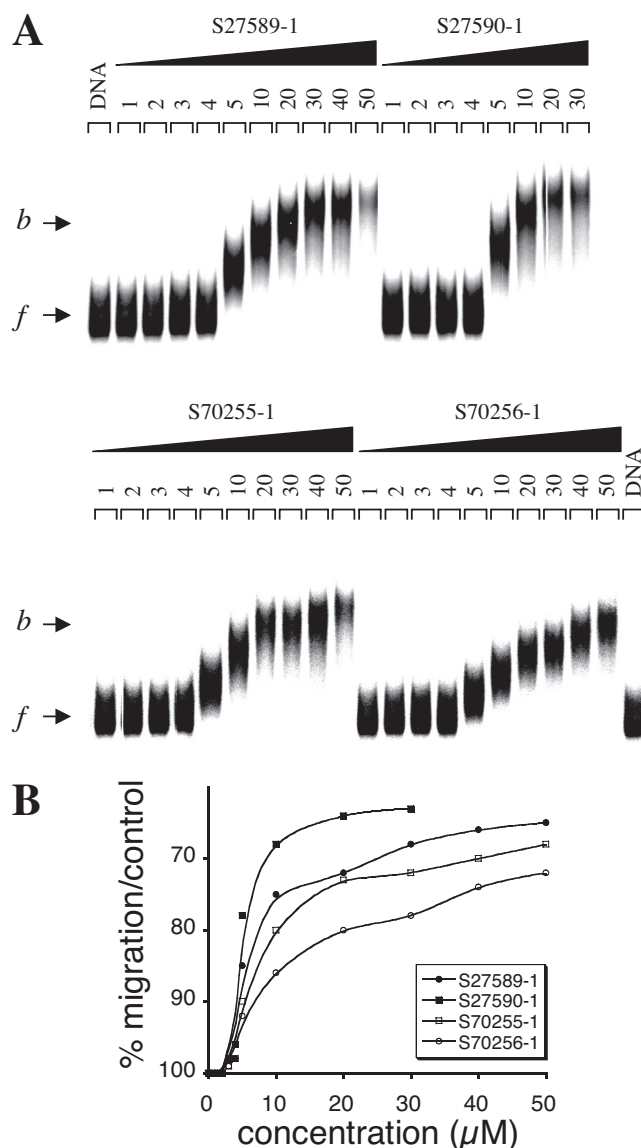 A
S27589-1 S27590-1
DNA 1 2 3 4 5 10 20 30 40 50 1 2 3 4 5 10 20 30
b
f
S70255-1 S70256-1
1 2 3 4 5 10 20 30 40 50 1 2 3 4 5 10 20 30 40 50 DNA
b
f
B
% migration/control
70
80
90
100
S27589-1
S27590-1
S70255-1
S70256-1
0 10 20 30 40 50
concentration (µM)